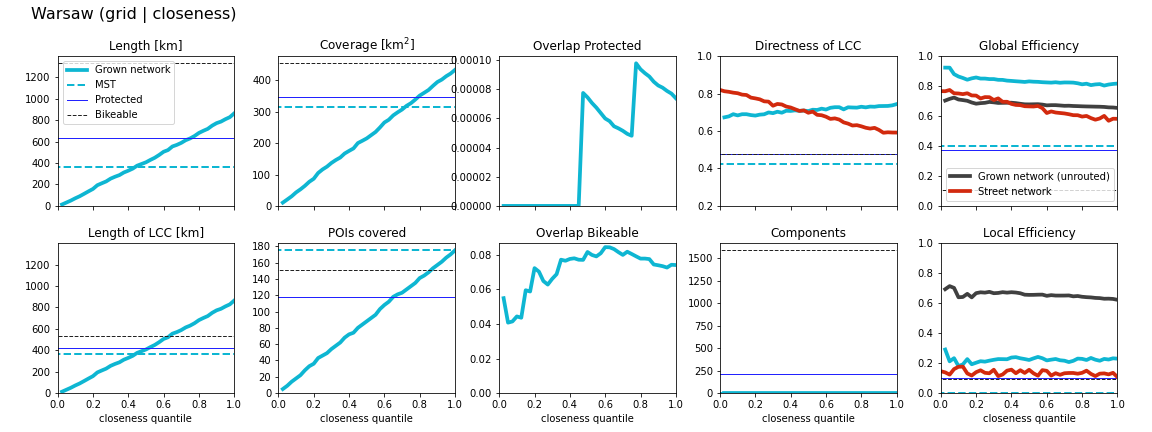 Warsaw (grid | closeness)
Length [km]
Coverage [km²]
Overlap Protected
Directness of LCC
Global Efficiency
1200
1000
800
600
400
200
0
Grown network
MST
Protected
Bikeable
400
300
200
100
0
0.00010
0.00008
0.00006
0.00004
0.00002
0.00000
1.0
0.8
0.6
0.4
0.2
1.0
0.8
0.6
0.4
0.2
0.0
Grown network (unrouted)
Street network
Length of LCC [km]
POIs covered
Overlap Bikeable
Components
Local Efficiency
1200
1000
800
600
400
200
0
180
160
140
120
100
80
60
40
20
0
0.08
0.06
0.04
0.02
0.00
1500
1250
1000
750
500
250
0
1.0
0.8
0.6
0.4
0.2
0.0
0.0 0.2 0.4 0.6 0.8 1.0
0.0 0.2 0.4 0.6 0.8 1.0
0.0 0.2 0.4 0.6 0.8 1.0
0.0 0.2 0.4 0.6 0.8 1.0
0.0 0.2 0.4 0.6 0.8 1.0
closeness quantile
closeness quantile
closeness quantile
closeness quantile
closeness quantile